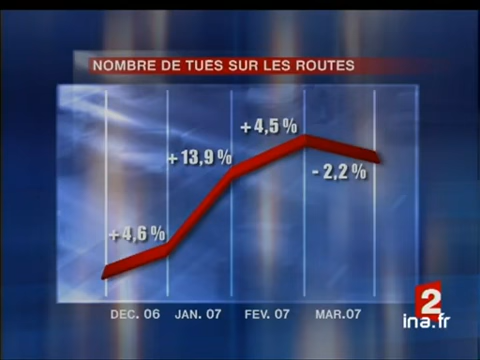 NOMBRE DE TUES SUR LES ROUTES
+4,5%
+13,9%
-2,2%
+4,6%
DEC. 06 JAN. 07 FEV. 07 MAR.07
2
ina.fr